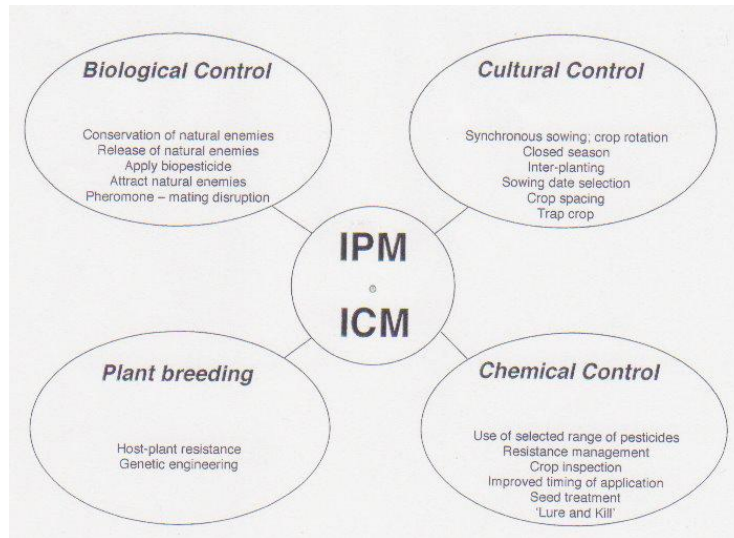 Biological Control
Conservation of natural enemies
Release of natural enemies
Apply biopesticide
Attract natural enemies
Pheromone – mating disruption
Cultural Control
Synchronous sowing; crop rotation
Closed season
Inter-planting
Sowing date selection
Crop spacing
Trap crop
IPM
ICM
Plant breeding
Host-plant resistance
Genetic engineering
Chemical Control
Use of selected range of pesticides
Resistance management
Crop inspection
Improved timing of application
Seed treatment
'Lure and Kill'